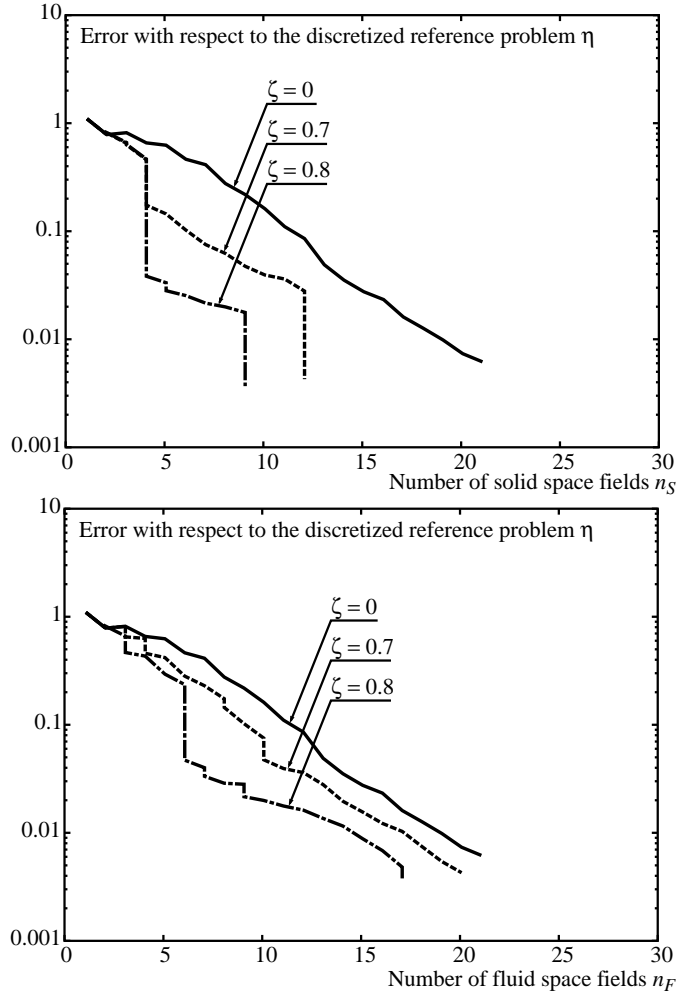 10
Error with respect to the discretized reference problem η
ζ = 0
1
ζ = 0.7
ζ = 0.8
0.1
0.01
0.001
0 5 10 15 20 25 30
Number of solid space fields nS
10
Error with respect to the discretized reference problem η
ζ = 0
1
ζ = 0.7
ζ = 0.8
0.1
0.01
0.001
0 5 10 15 20 25 30
Number of fluid space fields nF